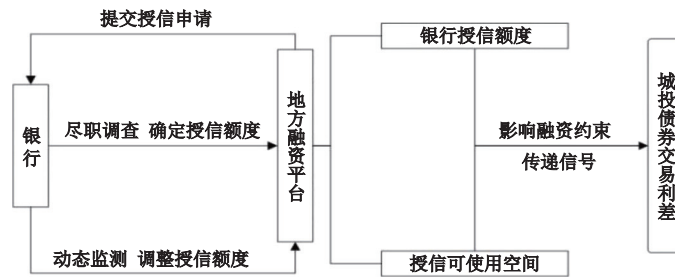 提交授信申请
银行授信额度
银行
尽职调查 确定授信额度
地方融资平台
影响融资约束
传递信号
城投债券交易利差
动态监测 调整授信额度
授信可使用空间